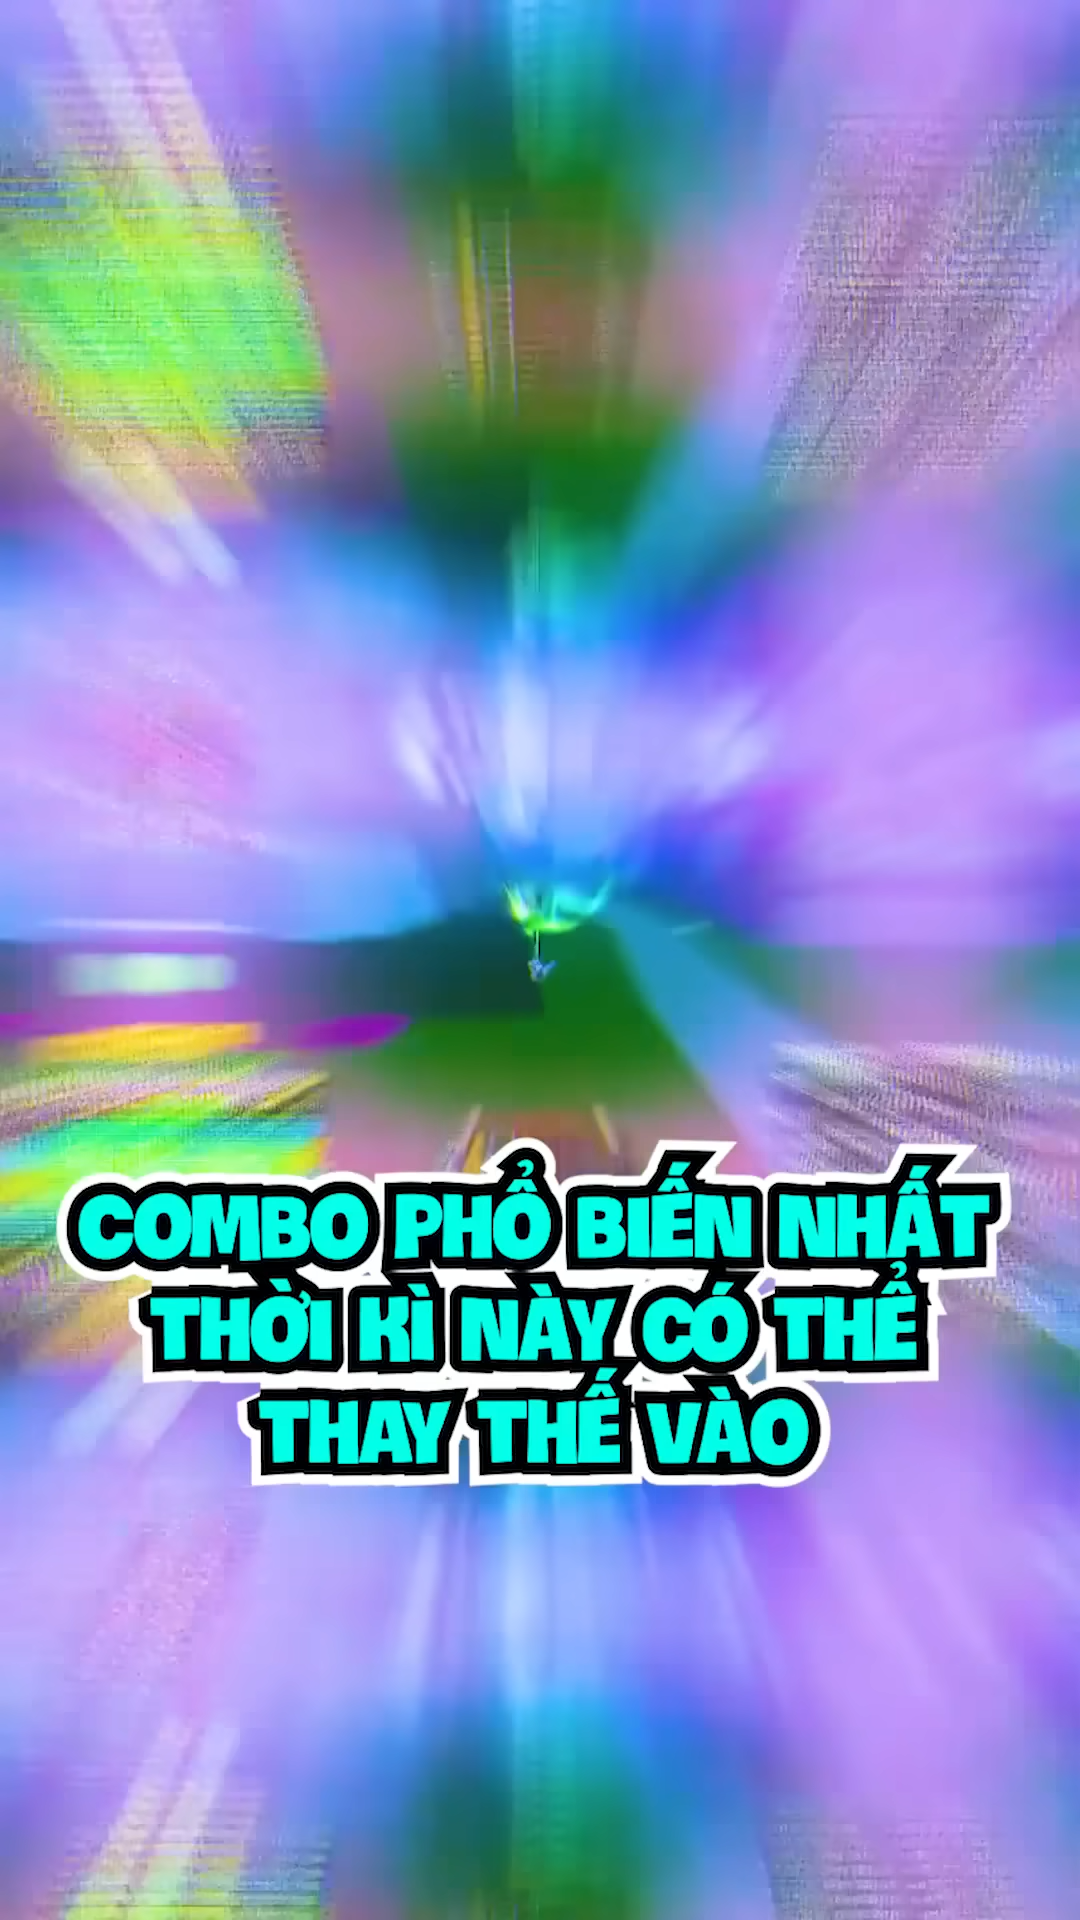 COMBO PHỔ BIẾN NHẤT
THỜI KÌ NÀY CÓ THỂ
THAY THẾ VÀO